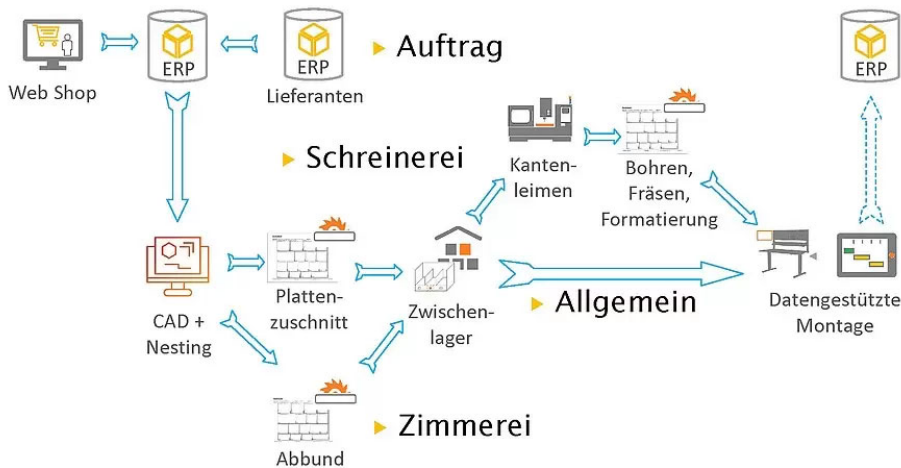 ERP
ERP
ERP
Web Shop
Lieferanten
Auftrag
Schreinerei
Kanten-
leimen
Bohren,
Fräsen,
Formatierung
CAD +
Nesting
Platten-
zuschnitt
Zwischen-
lager
Allgemein
Datengestützte
Montage
Abbund
Zimmerei